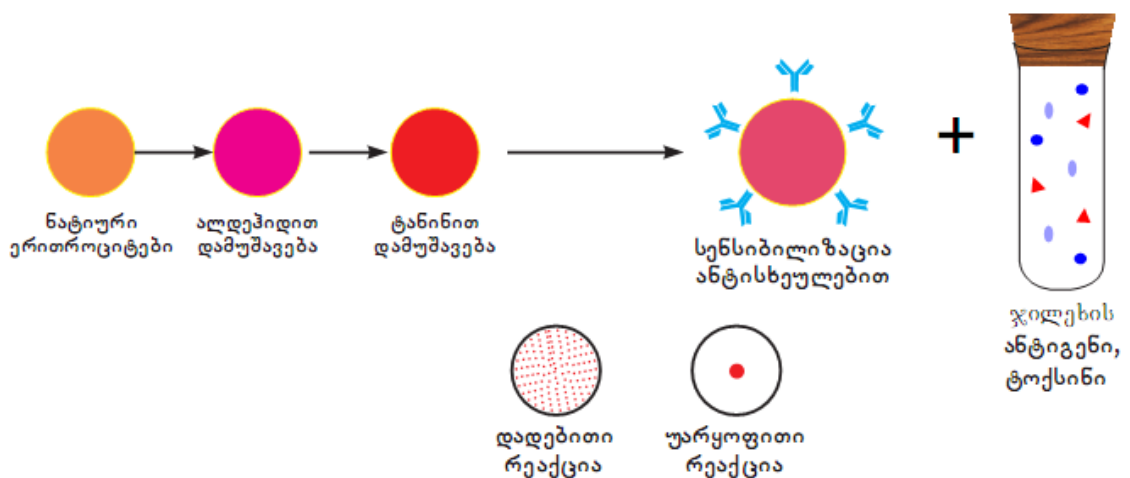 ნატიური
ერითროციტები
ალდეჰიდით
დამუშავება
ტანინით
დამუშავება
სენსიბილიზაცია
ანტისხეულებით
+
ჯილეხის
ანტიგენი,
ტოქსინი
დადებითი
რეაქცია
უარყოფითი
რეაქცია